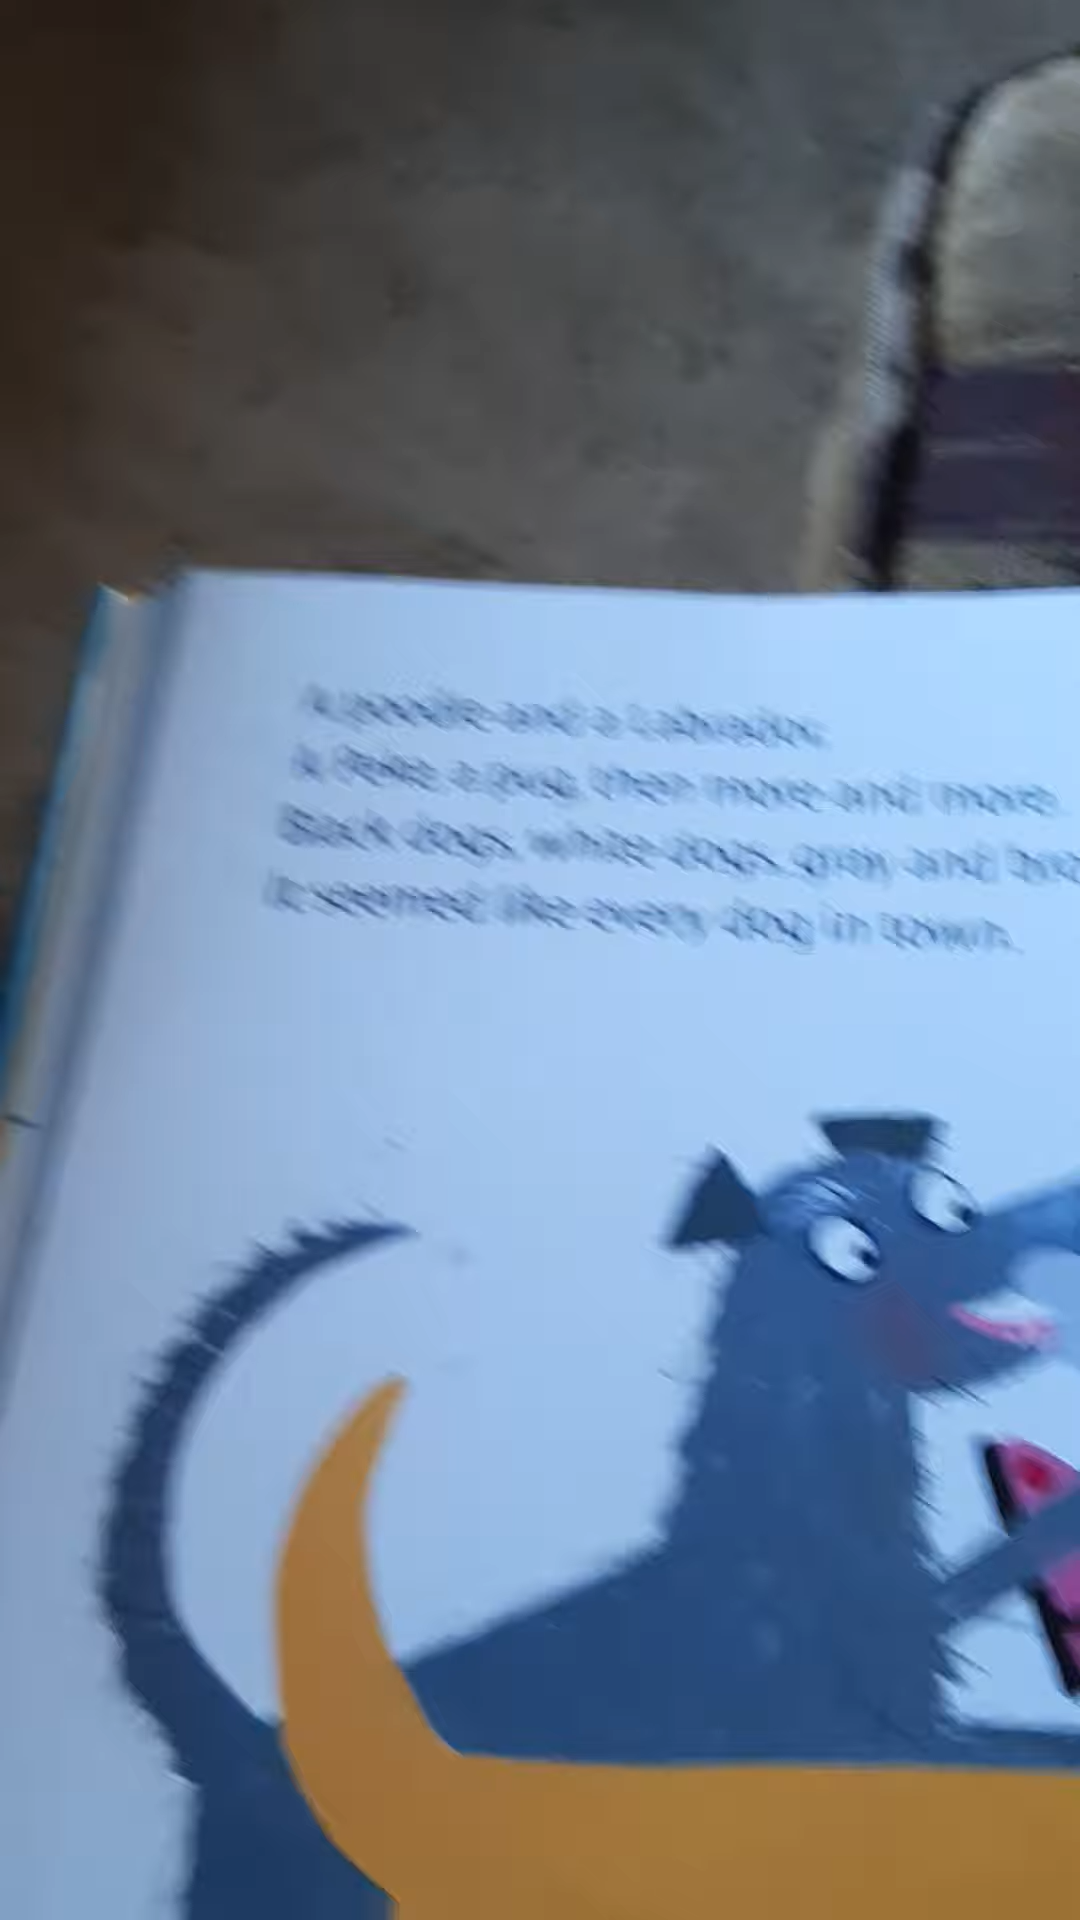 A poodle and a Labrador.
A Peke, a pug, then more and more.
Black dogs, white dogs, gray and
It seemed like every dog in town.